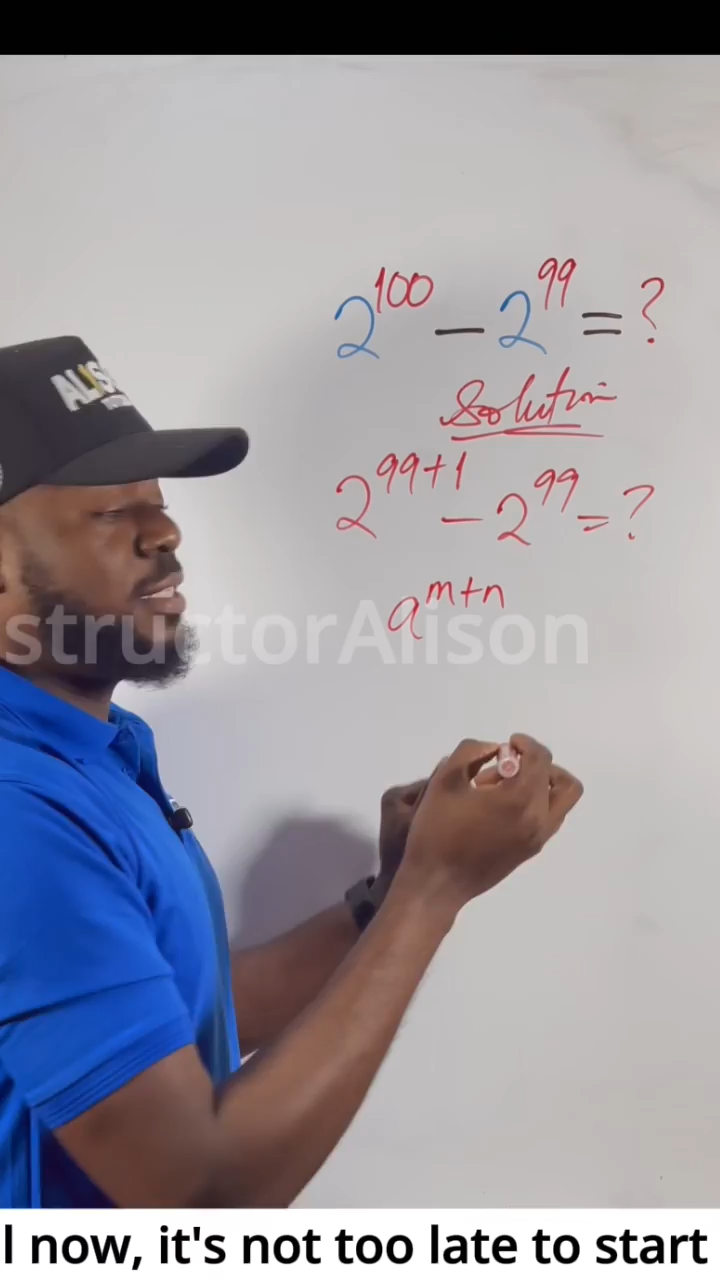 2^100 − 2^99 = ?
Solution
2^99+1 − 2^99 = ?
a^m+n
structorAlison
l now, it's not too late to start